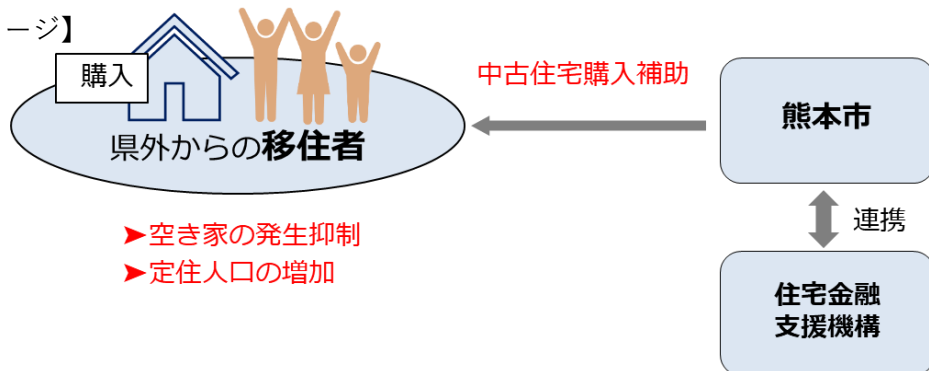 ージ】
購入
県外からの移住者
中古住宅購入補助
熊本市
➤空き家の発生抑制
➤定住人口の増加
連携
住宅金融
支援機構